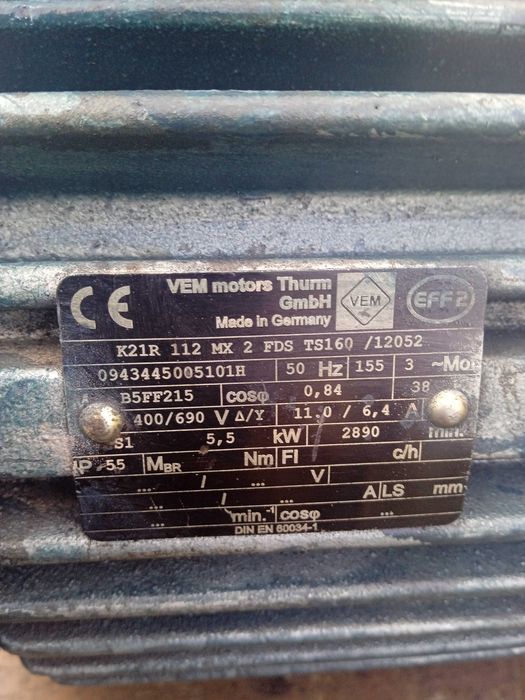 CE VEM motors Thurm
GmbH VEM EFF2
Made in Germany
K21R 112 MX 2 FDS TS160 /12052
0943445005101H 50 Hz 155 3 ~Mo
B5FF215 cosφ 0,84 38
400/690 V Δ/Y 11.0 / 6,4 A
S1 5,5 kW 2890 min.
IP 55 MBR Nm FI c/h
... / ... V
... / ... A LS mm
... min.-1 cosφ ...
DIN EN 60034-1